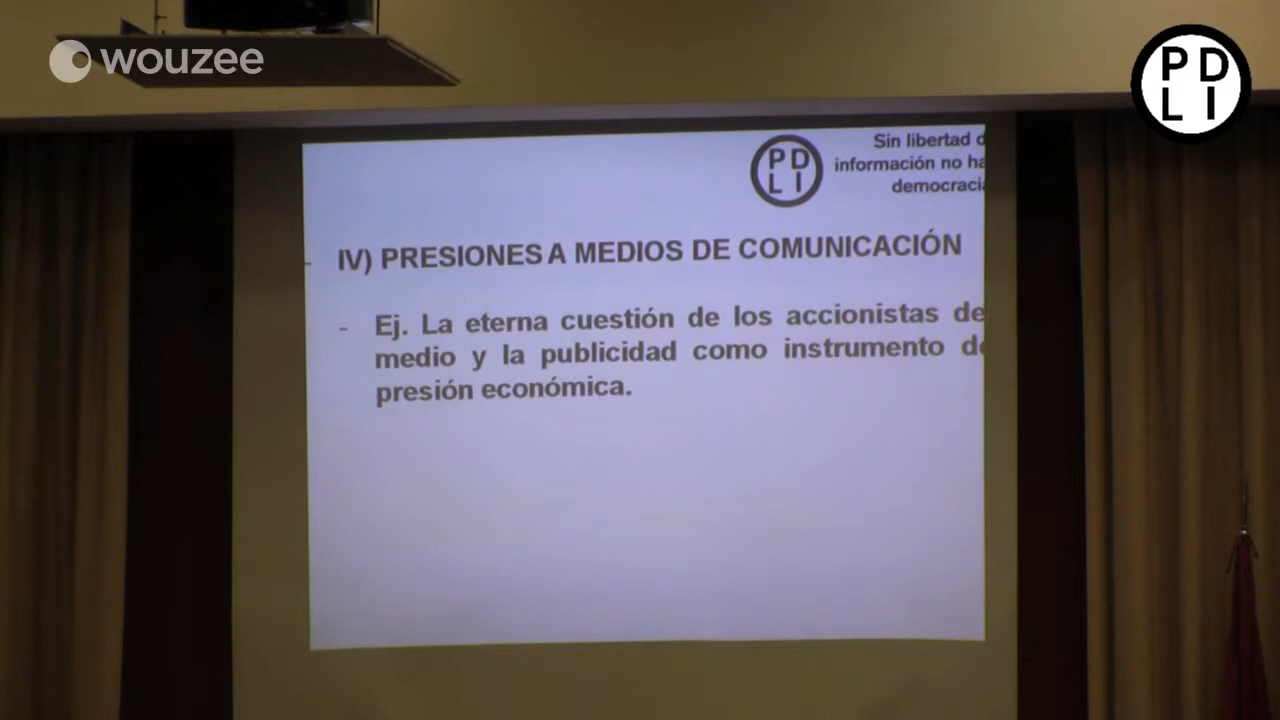 wouzee
P D
L I
P D
L I
Sin libertad d
información no ha
democraci
- IV) PRESIONES A MEDIOS DE COMUNICACIÓN
- Ej. La eterna cuestión de los accionistas de
medio y la publicidad como instrumento d
presión económica.